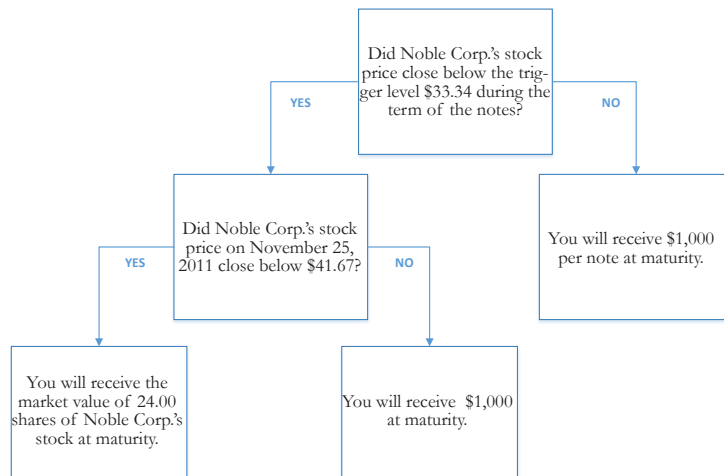 Did Noble Corp.'s stock
price close below the trig-
ger level $33.34 during the
term of the notes?
YES
NO
Did Noble Corp.'s stock
price on November 25,
2011 close below $41.67?
You will receive $1,000
per note at maturity.
YES
NO
You will receive the
market value of 24.00
shares of Noble Corp.'s
stock at maturity.
You will receive $1,000
at maturity.